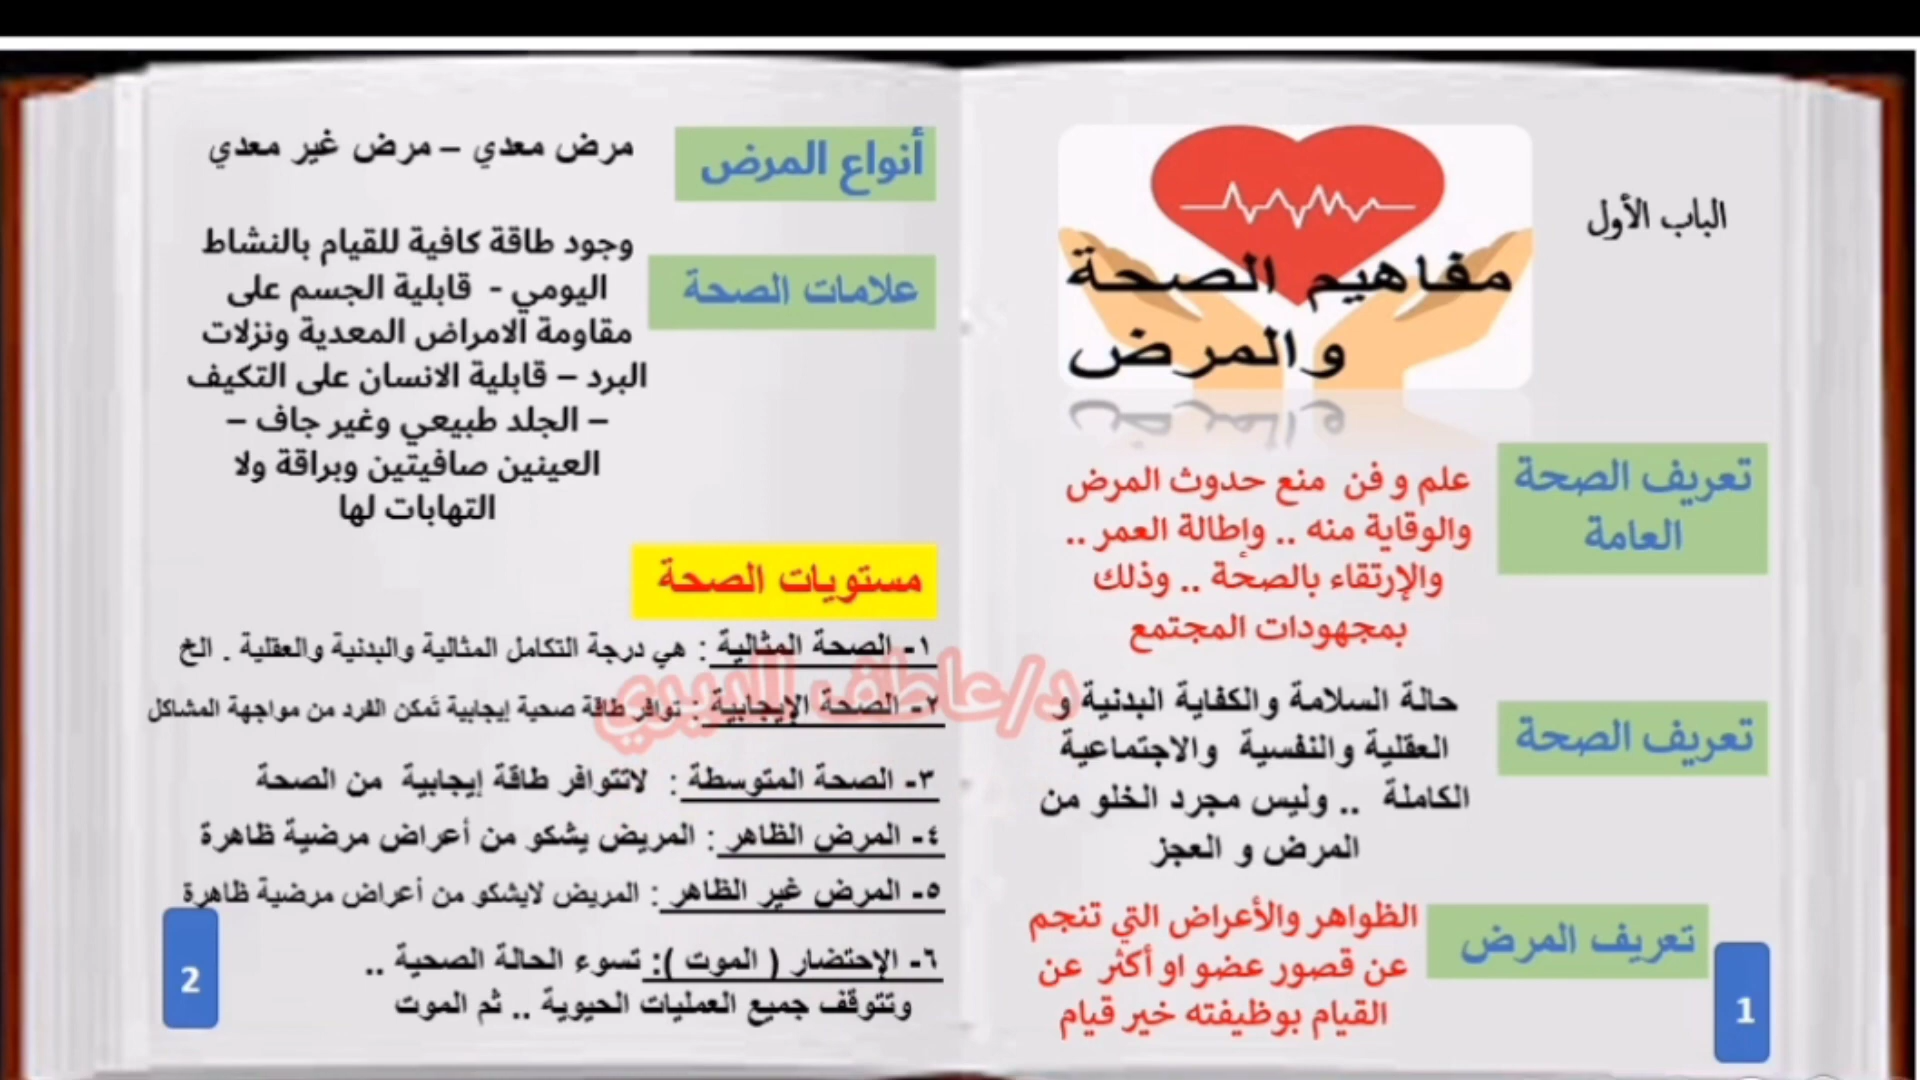 الباب الأول
مفاهيم الصحة
والمرض
تعريف الصحة
العامة
علم و فن منع حدوث المرض
والوقاية منه .. وإطالة العمر ..
والإرتقاء بالصحة .. وذلك
بمجهودات المجتمع
تعريف الصحة
حالة السلامة والكفاية البدنية و
العقلية والنفسية والاجتماعية
الكاملة .. وليس مجرد الخلو من
المرض و العجز
تعريف المرض
الظواهر والأعراض التي تنجم
عن قصور عضو او أكثر عن
القيام بوظيفته خير قيام
1
أنواع المرض
مرض معدي – مرض غير معدي
علامات الصحة
وجود طاقة كافية للقيام بالنشاط
اليومي - قابلية الجسم على
مقاومة الامراض المعدية ونزلات
البرد – قابلية الانسان على التكيف
– الجلد طبيعي وغير جاف –
العينين صافيتين وبراقة ولا
التهابات لها
مستويات الصحة
١- الصحة المثالية : هي درجة التكامل المثالية والبدنية والعقلية . الخ
٢- الصحة الإيجابية : توافر طاقة صحية إيجابية تُمكن الفرد من مواجهة المشاكل
٣- الصحة المتوسطة : لاتتوافر طاقة إيجابية من الصحة
٤- المرض الظاهر : المريض يشكو من أعراض مرضية ظاهرة
٥- المرض غير الظاهر : المريض لايشكو من أعراض مرضية ظاهرة
٦- الإحتضار ( الموت ): تسوء الحالة الصحية ..
وتتوقف جميع العمليات الحيوية .. ثم الموت
2
د/عاطف